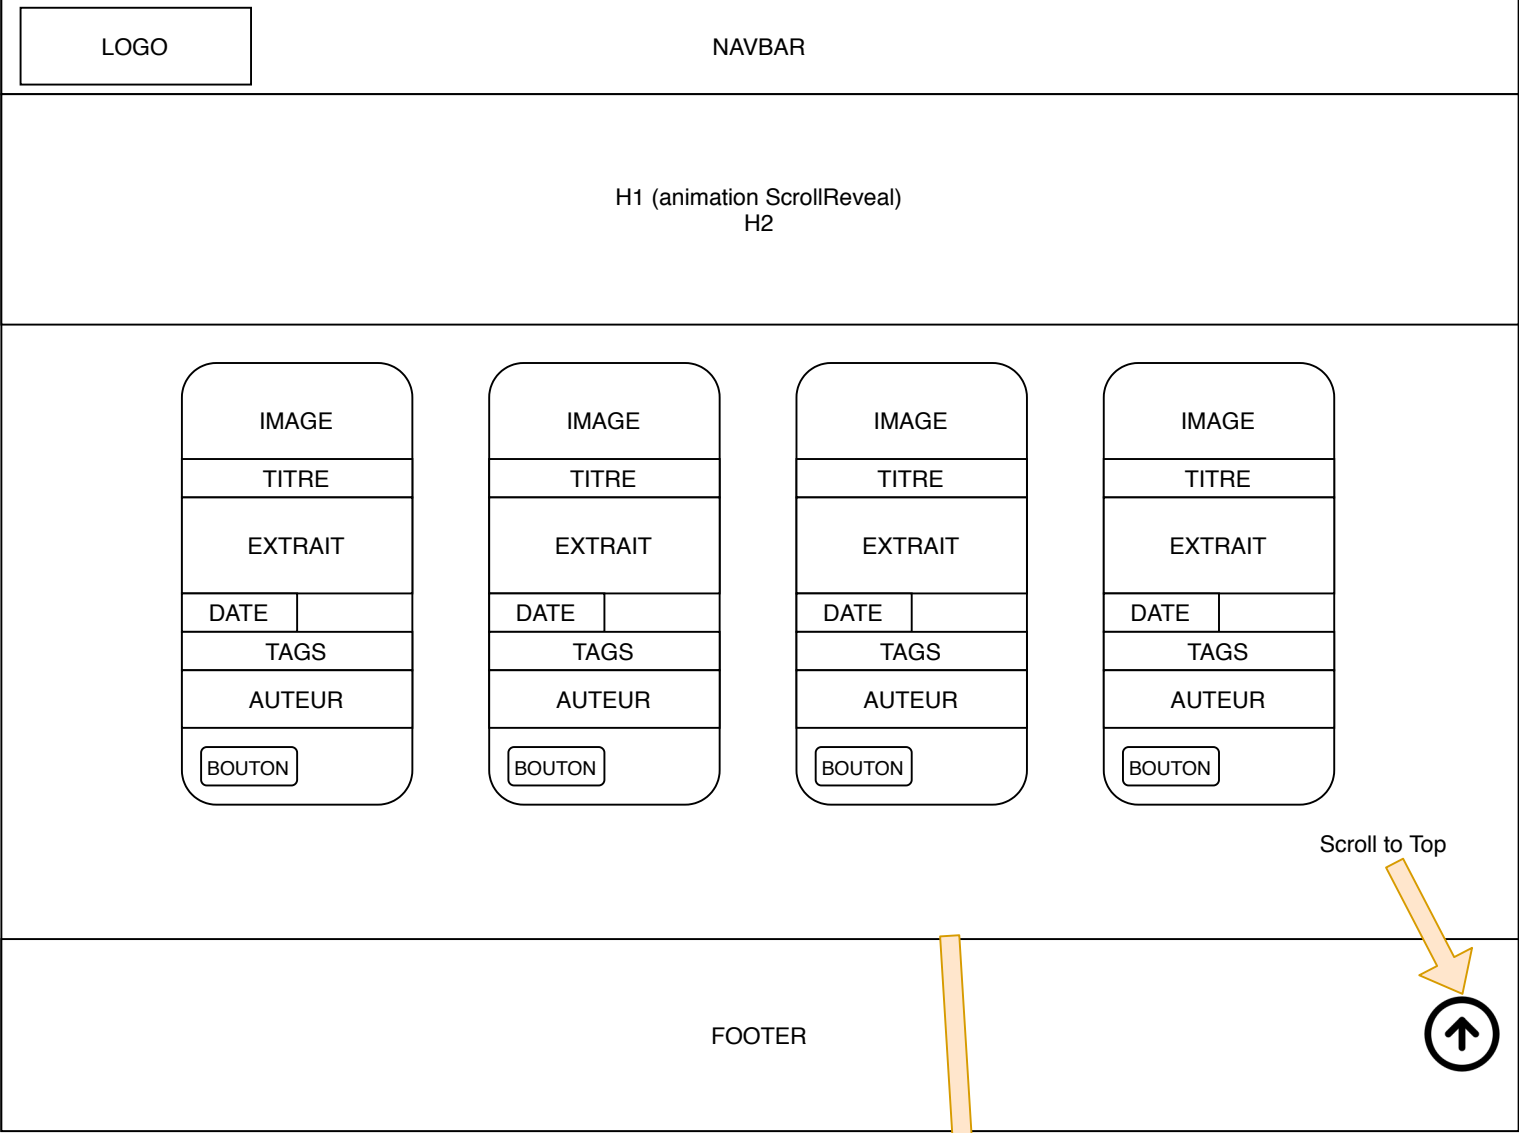 LOGO
NAVBAR
H1 (animation ScrollReveal)
H2
IMAGE
TITRE
EXTRAIT
DATE
TAGS
AUTEUR
BOUTON
IMAGE
TITRE
EXTRAIT
DATE
TAGS
AUTEUR
BOUTON
IMAGE
TITRE
EXTRAIT
DATE
TAGS
AUTEUR
BOUTON
IMAGE
TITRE
EXTRAIT
DATE
TAGS
AUTEUR
BOUTON
Scroll to Top
FOOTER